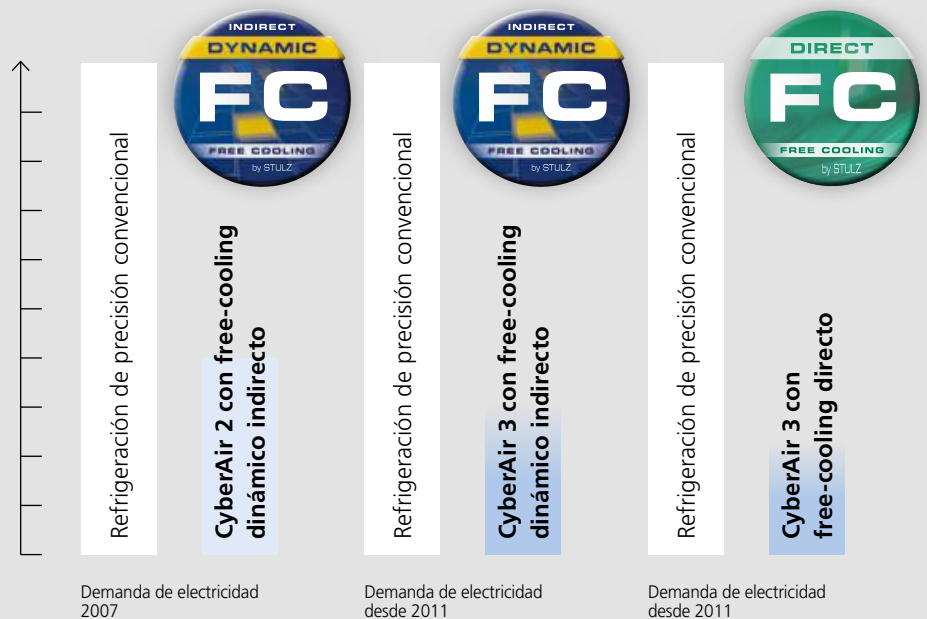 INDIRECT
DYNAMIC
FC
FREE COOLING
by STULZ
INDIRECT
DYNAMIC
FC
FREE COOLING
by STULZ
DIRECT
FC
FREE COOLING
by STULZ
Refrigeración de precisión convencional
CyberAir 2 con free-cooling
dinámico indirecto
Refrigeración de precisión convencional
CyberAir 3 con free-cooling
dinámico indirecto
Refrigeración de precisión convencional
CyberAir 3 con
free-cooling directo
Demanda de electricidad
2007
Demanda de electricidad
desde 2011
Demanda de electricidad
desde 2011